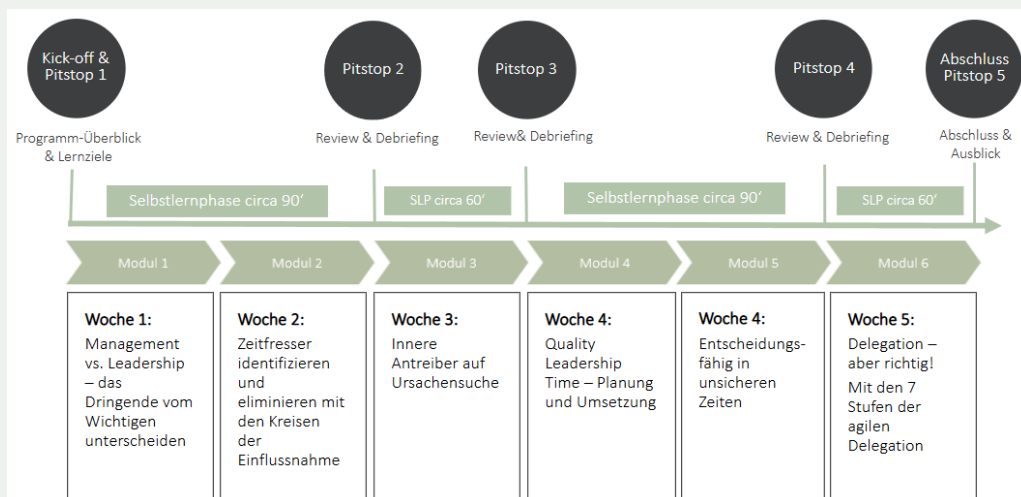 Kick-off &
Pitstop 1
Pitstop 2
Pitstop 3
Pitstop 4
Abschluss
Pitstop 5
Programm-Überblick
& Lernziele
Review & Debriefing
Review& Debriefing
Review & Debriefing
Abschluss &
Ausblick
Selbstlernphase circa 90‘
SLP circa 60‘
Selbstlernphase circa 90‘
SLP circa 60‘
Modul 1
Modul 2
Modul 3
Modul 4
Modul 5
Modul 6
Woche 1:
Management
vs. Leadership
– das
Dringende vom
Wichtigen
unterscheiden
Woche 2:
Zeitfresser
identifizieren
und
eliminieren mit
den Kreisen
der
Einflussnahme
Woche 3:
Innere
Antreiber auf
Ursachensuche
Woche 4:
Quality
Leadership
Time – Planung
und Umsetzung
Woche 4:
Entscheidungs-
fähig in
unsicheren
Zeiten
Woche 5:
Delegation –
aber richtig!
Mit den 7
Stufen der
agilen
Delegation